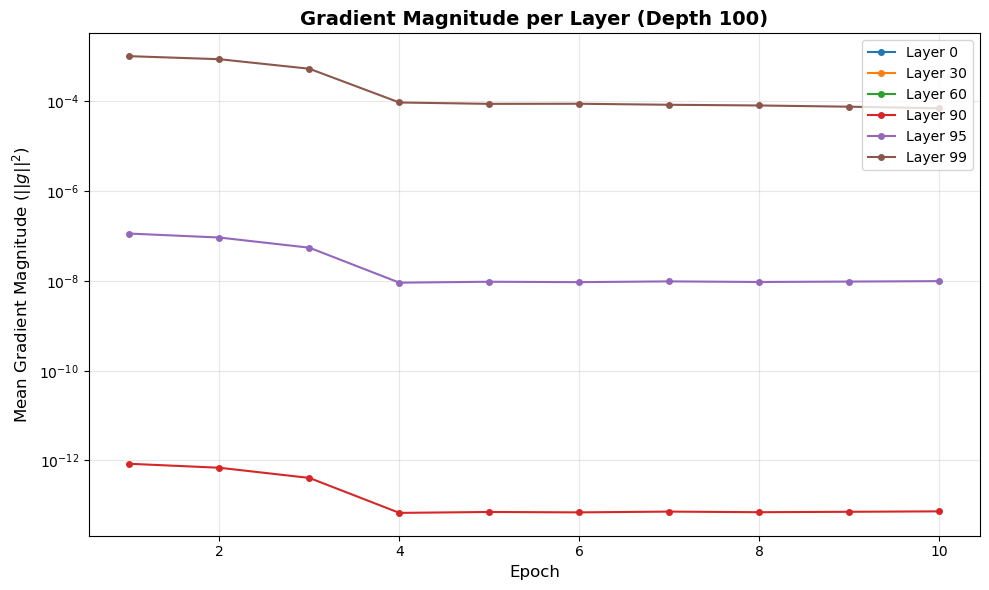 Gradient Magnitude per Layer (Depth 100)
Mean Gradient Magnitude (||g||²)
10⁻⁴
10⁻⁶
10⁻⁸
10⁻¹⁰
10⁻¹²
Layer 0
Layer 30
Layer 60
Layer 90
Layer 95
Layer 99
2 4 6 8 10
Epoch